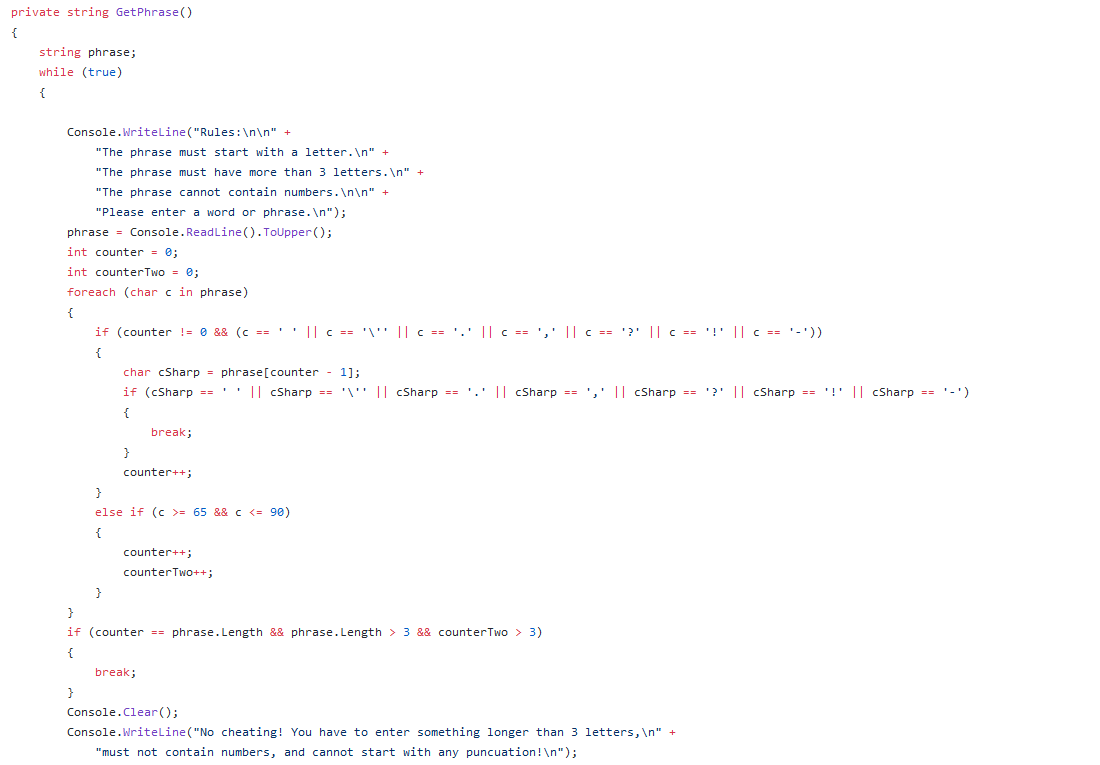 private string GetPhrase()
{
    string phrase;
    while (true)
    {

        Console.WriteLine("Rules:\n\n" +
            "The phrase must start with a letter.\n" +
            "The phrase must have more than 3 letters.\n" +
            "The phrase cannot contain numbers.\n\n" +
            "Please enter a word or phrase.\n");
        phrase = Console.ReadLine().ToUpper();
        int counter = 0;
        int counterTwo = 0;
        foreach (char c in phrase)
        {
            if (counter != 0 && (c == ' ' || c == '\'' || c == '.' || c == ',' || c == '?' || c == '!' || c == '-'))
            {
                char cSharp = phrase[counter - 1];
                if (cSharp == ' ' || cSharp == '\'' || cSharp == '.' || cSharp == ',' || cSharp == '?' || cSharp == '!' || cSharp == '-')
                {
                    break;
                }
                counter++;
            }
            else if (c >= 65 && c <= 90)
            {
                counter++;
                counterTwo++;
            }
        }
        if (counter == phrase.Length && phrase.Length > 3 && counterTwo > 3)
        {
            break;
        }
        Console.Clear();
        Console.WriteLine("No cheating! You have to enter something longer than 3 letters,\n" +
            "must not contain numbers, and cannot start with any puncuation!\n");